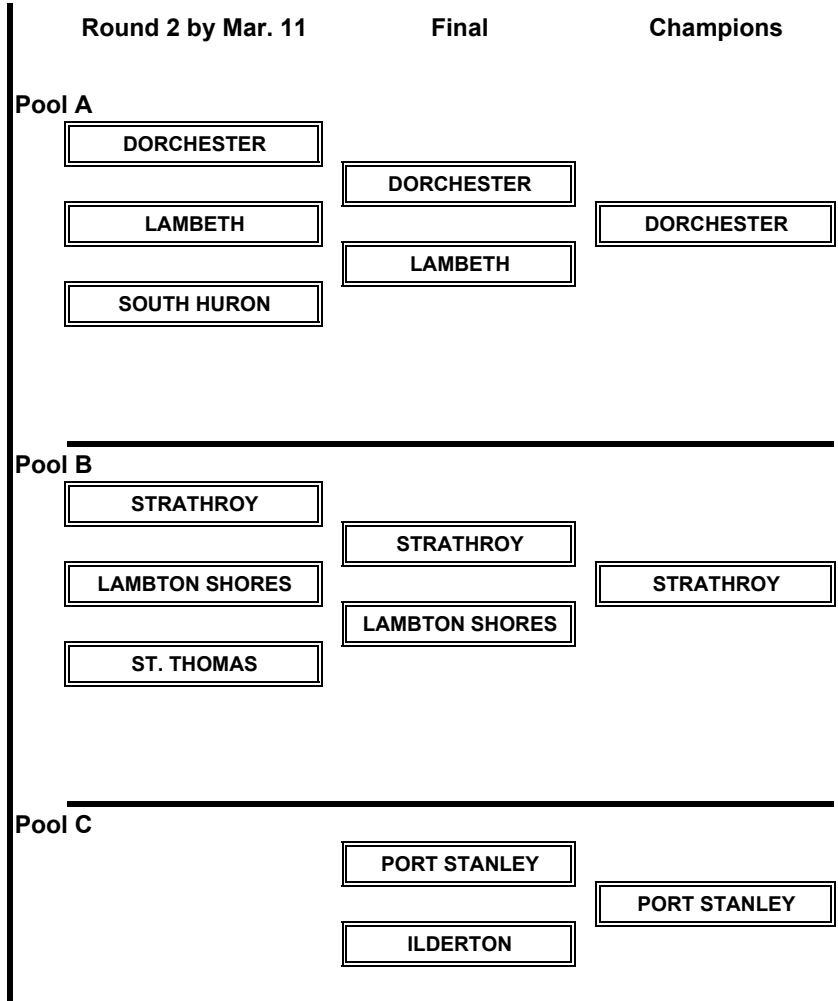 Round 2 by Mar. 11 Final Champions
Pool A
DORCHESTER
DORCHESTER
LAMBETH DORCHESTER
LAMBETH
SOUTH HURON
Pool B
STRATHROY
STRATHROY
LAMBTON SHORES STRATHROY
LAMBTON SHORES
ST. THOMAS
Pool C
PORT STANLEY
PORT STANLEY
ILDERTON